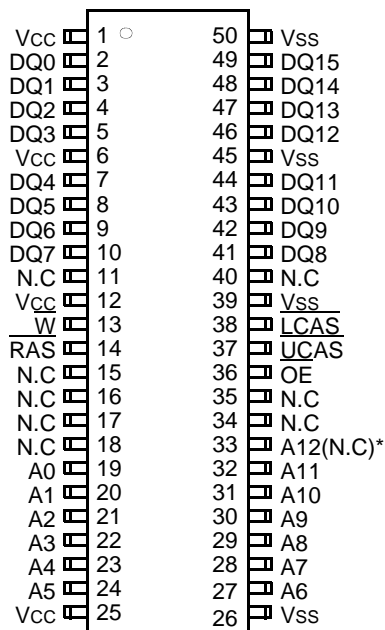 Vcc 1 50 Vss
DQ0 2 49 DQ15
DQ1 3 48 DQ14
DQ2 4 47 DQ13
DQ3 5 46 DQ12
Vcc 6 45 Vss
DQ4 7 44 DQ11
DQ5 8 43 DQ10
DQ6 9 42 DQ9
DQ7 10 41 DQ8
N.C 11 40 N.C
Vcc 12 39 Vss
W 13 38 LCAS
RAS 14 37 UCAS
N.C 15 36 OE
N.C 16 35 N.C
N.C 17 34 N.C
N.C 18 33 A12(N.C)*
A0 19 32 A11
A1 20 31 A10
A2 21 30 A9
A3 22 29 A8
A4 23 28 A7
A5 24 27 A6
Vcc 25 26 Vss